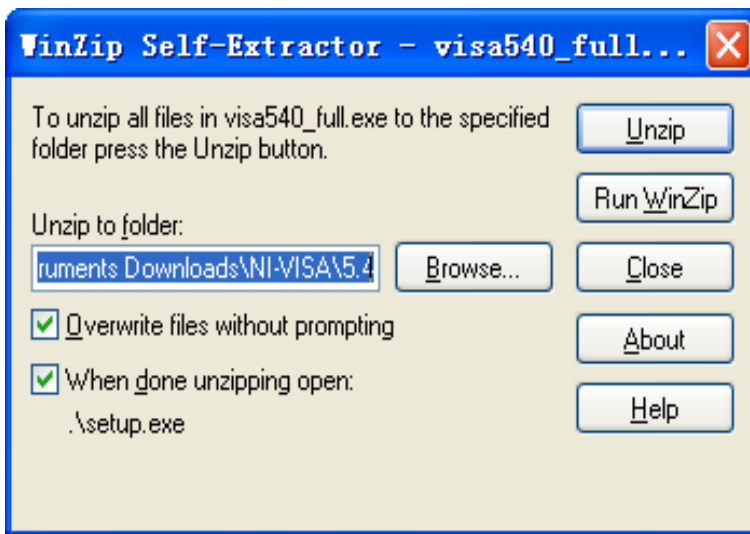 WinZip Self-Extractor - visa540_full...
To unzip all files in visa540_full.exe to the specified
folder press the Unzip button.
Unzip to folder:
ruments Downloads\NI-VISA\5.4
Browse...
Overwrite files without prompting
When done unzipping open:
.\setup.exe
Unzip
Run WinZip
Close
About
Help